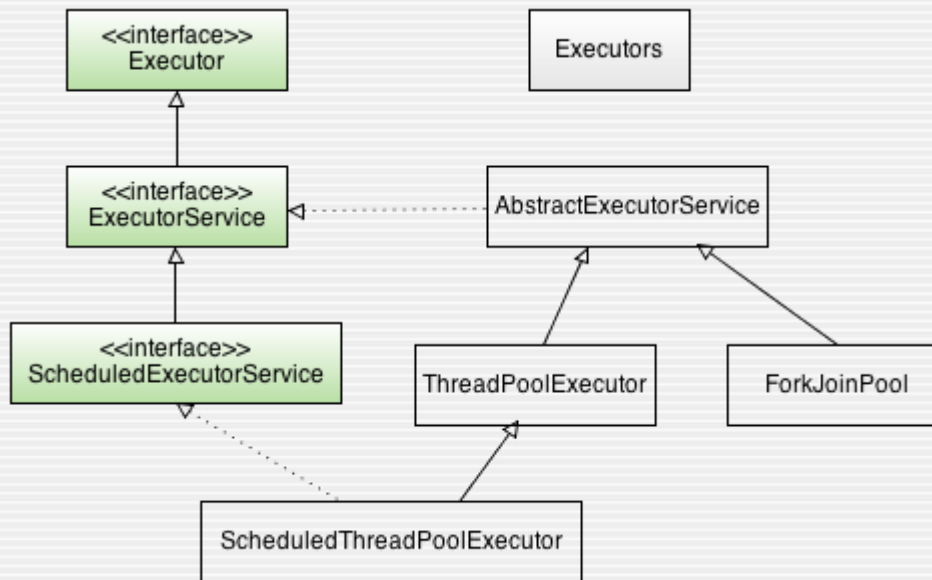 <<interface>>
Executor
Executors
<<interface>>
ExecutorService
AbstractExecutorService
<<interface>>
ScheduledExecutorService
ThreadPoolExecutor
ForkJoinPool
ScheduledThreadPoolExecutor